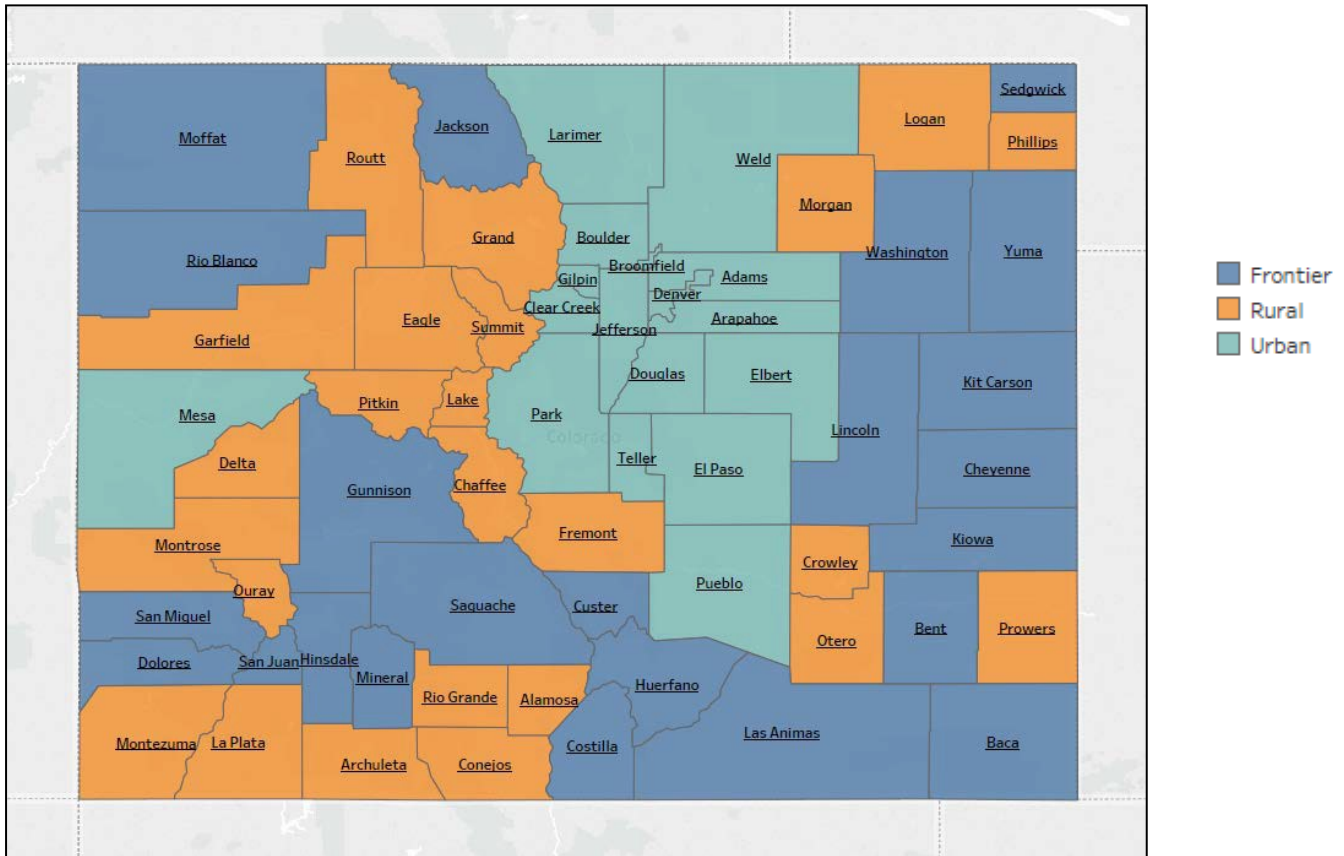 Sedgwick
Logan
Jackson
Larimer
Moffat
Phillips
Routt
Weld
Morgan
Grand
Boulder
Washington
Yuma
Rio Blanco
Broomfield
Gilpin
Adams
Denver
Clear Creek
Eagle
Summit
Arapahoe
Jefferson
Garfield
Douglas
Elbert
Kit Carson
Pitkin
Lake
Mesa
Park
Lincoln
Colorado
Teller
Delta
El Paso
Cheyenne
Gunnison
Chaffee
Fremont
Kiowa
Montrose
Crowley
Pueblo
Ouray
Saguache
Custer
San Miguel
Bent
Prowers
Otero
Dolores
San Juan
Hinsdale
Mineral
Huerfano
Rio Grande
Alamosa
Las Animas
Montezuma
La Plata
Costilla
Baca
Archuleta
Conejos
Frontier
Rural
Urban